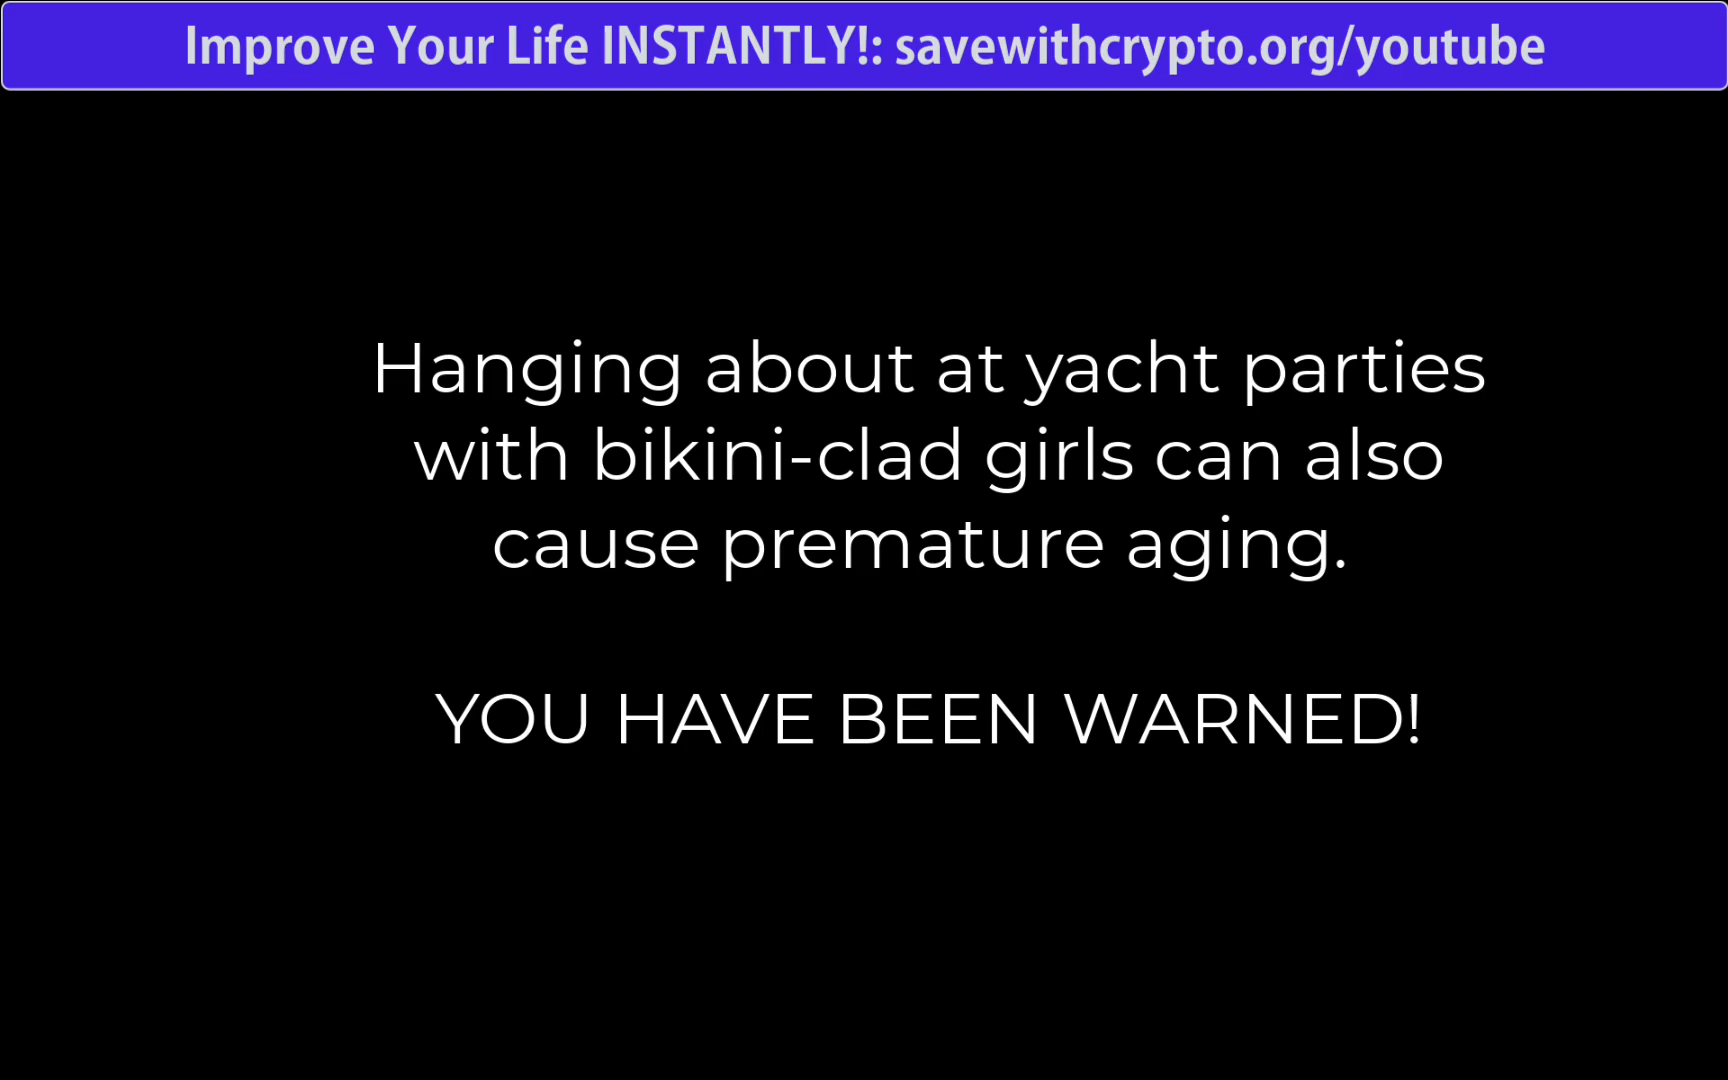 Improve Your Life INSTANTLY!: savewithcrypto.org/youtube
Hanging about at yacht parties
with bikini-clad girls can also
cause premature aging.
YOU HAVE BEEN WARNED!